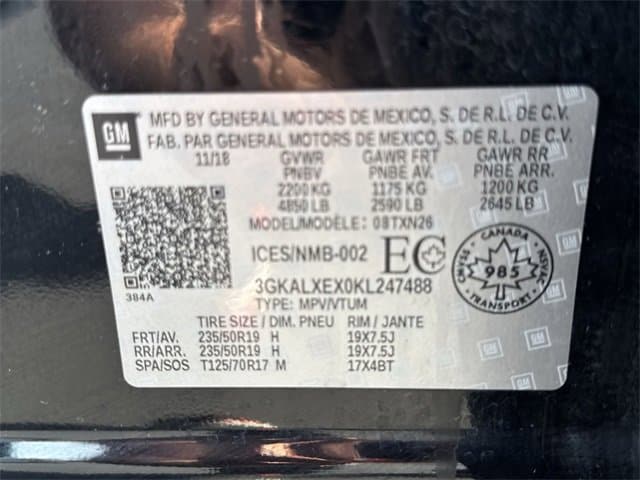 GM
MFD BY GENERAL MOTORS DE MEXICO, S. DE R.L. DE C.V.
FAB. PAR GENERAL MOTORS DE MEXICO, S. DE R.L. DE C.V.
11/18 GVWR GAWR FRT GAWR RR
PNBV PNBE AV. PNBE ARR.
2200 KG 1175 KG 1200 KG
4850 LB 2590 LB 2645 LB
MODEL/MODÈLE: 08TXN26
ICES/NMB-002 EC
CANADA
985
TRANSPORT
384A
3GKALXEX0KL247488
TYPE: MPV/VTUM
TIRE SIZE / DIM. PNEU RIM / JANTE
FRT/AV. 235/50R19 H 19X7.5J
RR/ARR. 235/50R19 H 19X7.5J
SPA/SOS T125/70R17 M 17X4BT